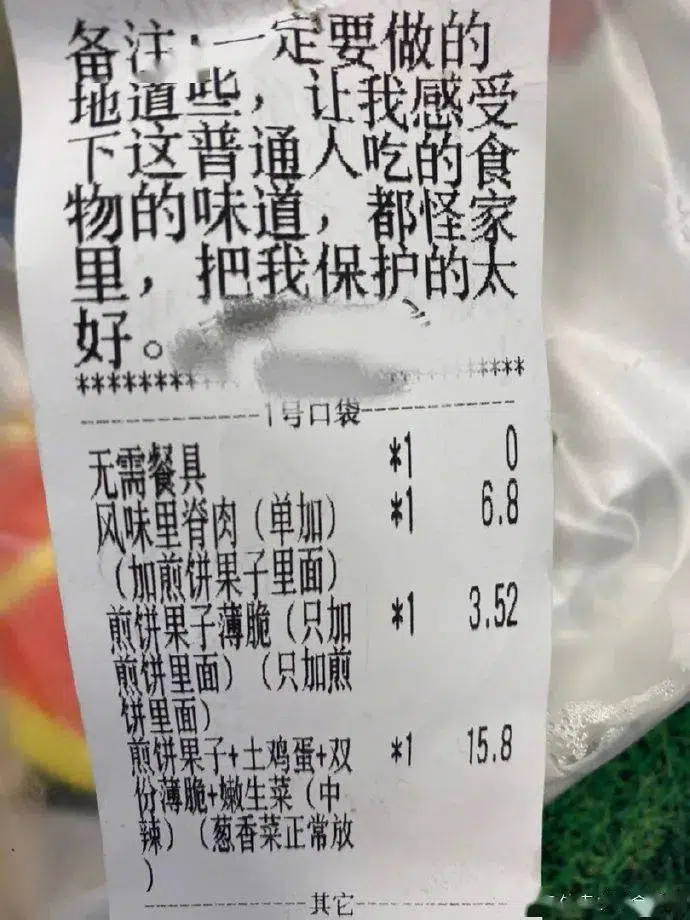 备注:一定要做的
地道些，让我感受
下这普通人吃的食
物的味道，都怪家
里，把我保护的太
好。
************ *****
--------------1号口袋--------------
无需餐具 *1 0
风味里脊肉（单加） *1 6.8
（加煎饼果子里面）
煎饼果子薄脆（只加 *1 3.52
煎饼里面）（只加煎
饼里面）
煎饼果子+土鸡蛋+双 *1 15.8
份薄脆+嫩生菜（中
辣）（葱香菜正常放
）
--------------其它--------------